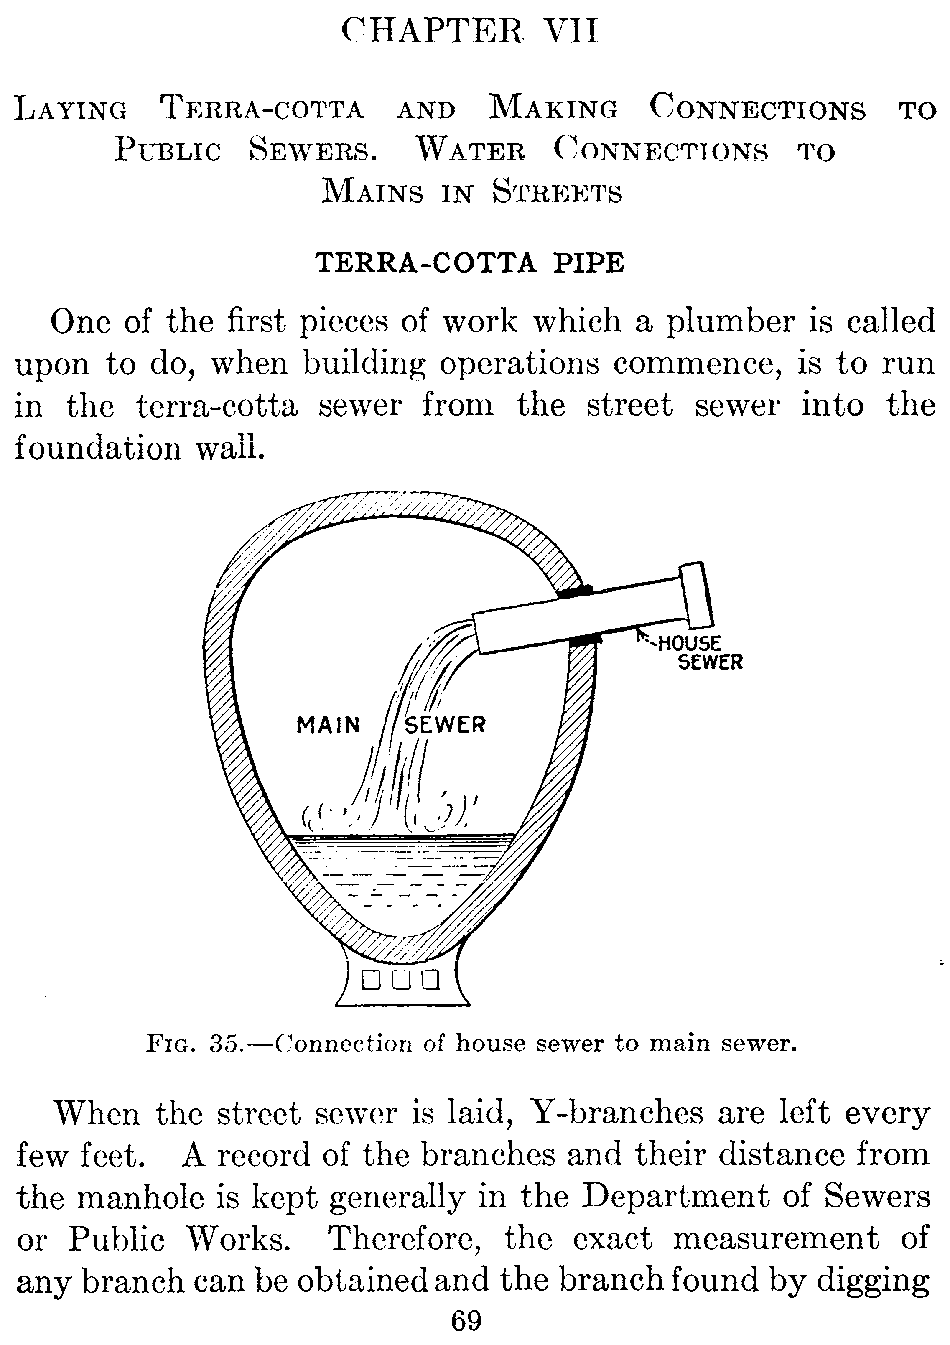 CHAPTER VII
LAYING TERRA-COTTA AND MAKING CONNECTIONS TO
PUBLIC SEWERS. WATER CONNECTIONS TO
MAINS IN STREETS
TERRA-COTTA PIPE
One of the first pieces of work which a plumber is called
upon to do, when building operations commence, is to run
in the terra-cotta sewer from the street sewer into the
foundation wall.
HOUSE
SEWER
MAIN SEWER
FIG. 35.—Connection of house sewer to main sewer.
When the street sewer is laid, Y-branches are left every
few feet. A record of the branches and their distance from
the manhole is kept generally in the Department of Sewers
or Public Works. Therefore, the exact measurement of
any branch can be obtained and the branch found by digging
69